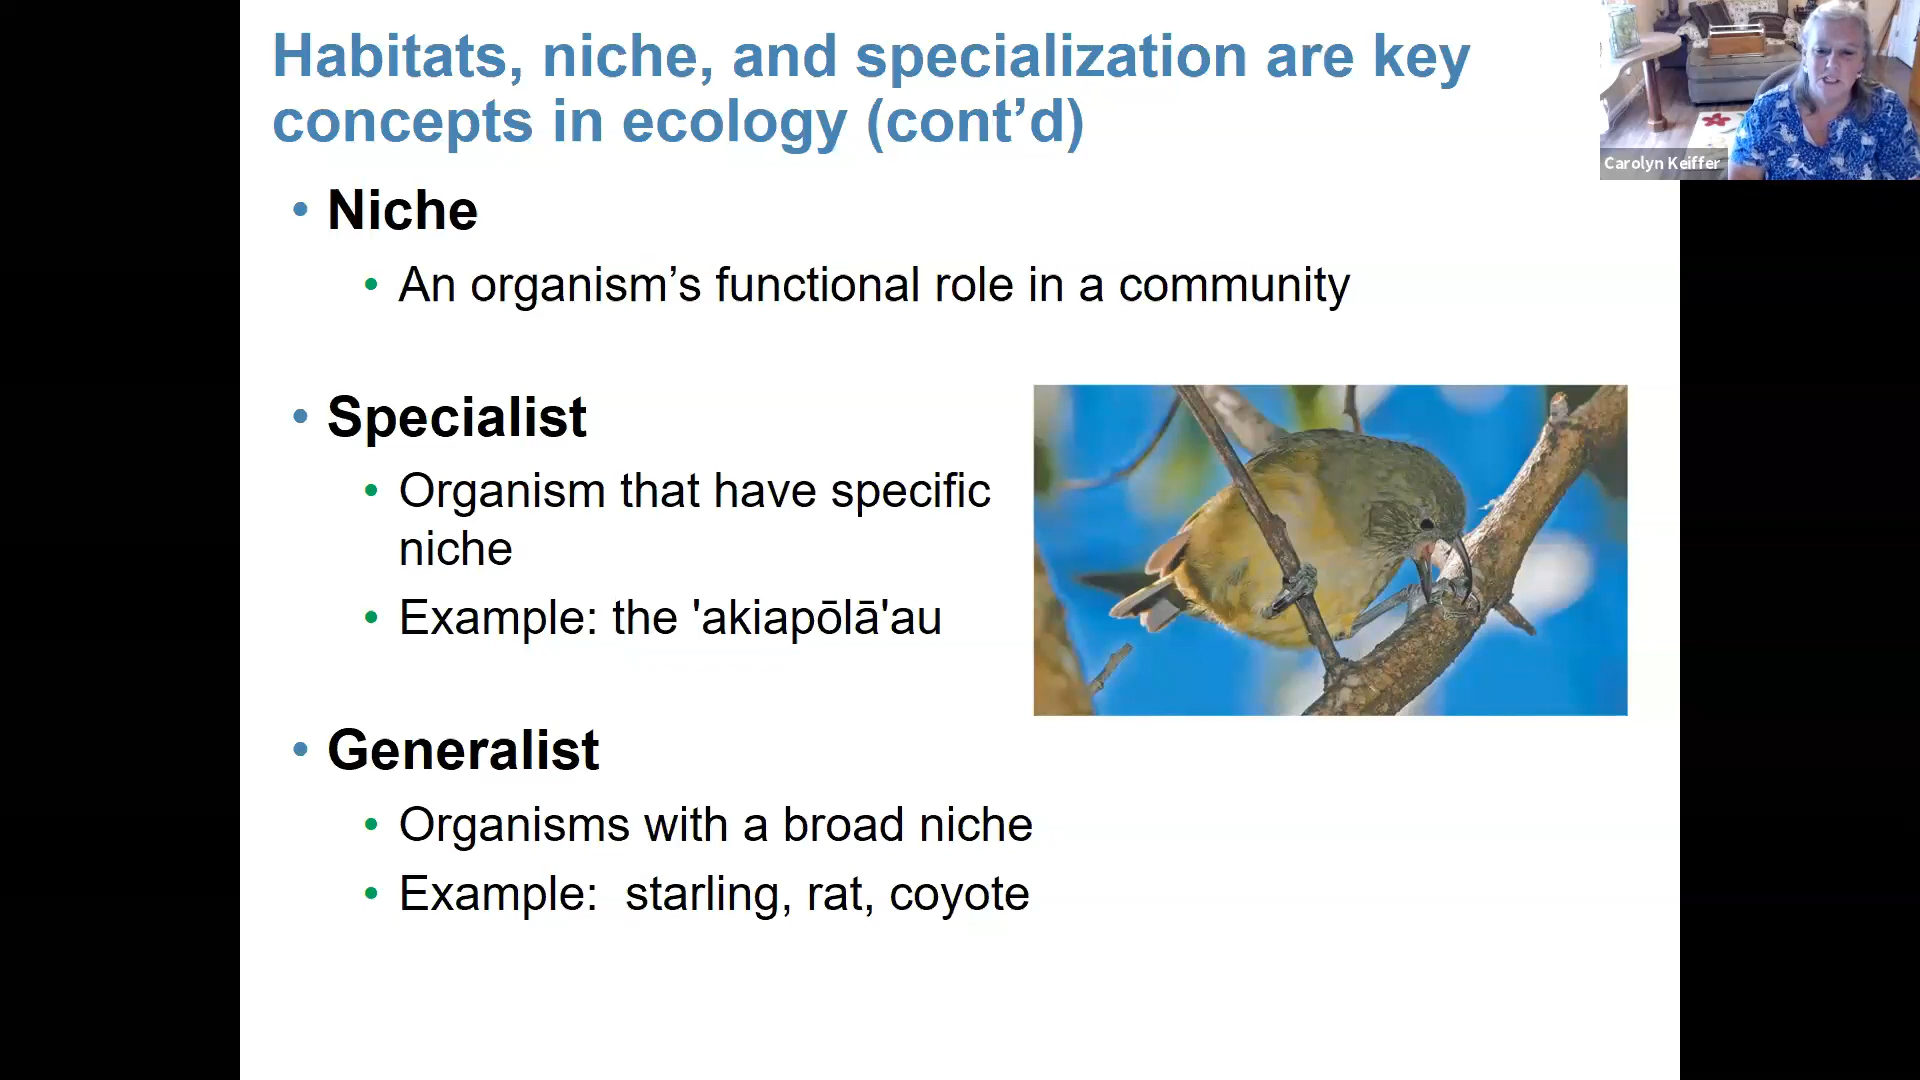 Habitats, niche, and specialization are key
concepts in ecology (cont’d)
Carolyn Keiffer
• Niche
• An organism’s functional role in a community
• Specialist
• Organism that have specific
niche
• Example: the 'akiapōlā'au
• Generalist
• Organisms with a broad niche
• Example:  starling, rat, coyote